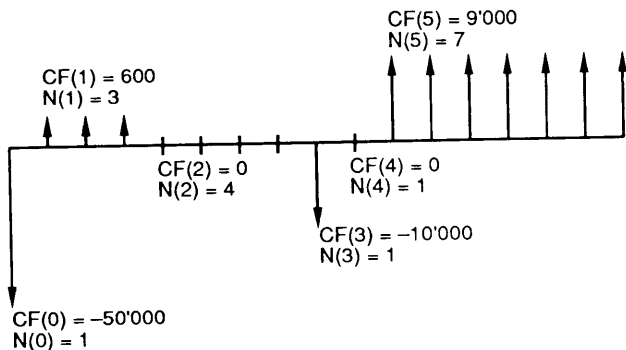 CF(5) = 9'000
N(5) = 7
CF(1) = 600
N(1) = 3
CF(2) = 0
N(2) = 4
CF(4) = 0
N(4) = 1
CF(3) = −10'000
N(3) = 1
CF(0) = −50'000
N(0) = 1